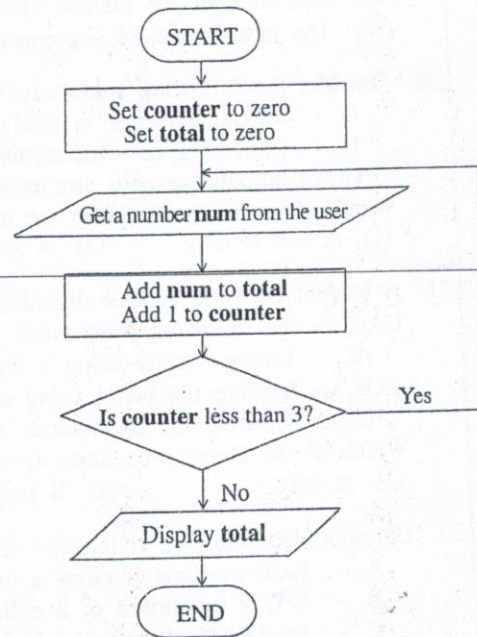 START
Set counter to zero
Set total to zero
Get a number num from the user
Add num to total
Add 1 to counter
Is counter less than 3?
Yes
No
Display total
END